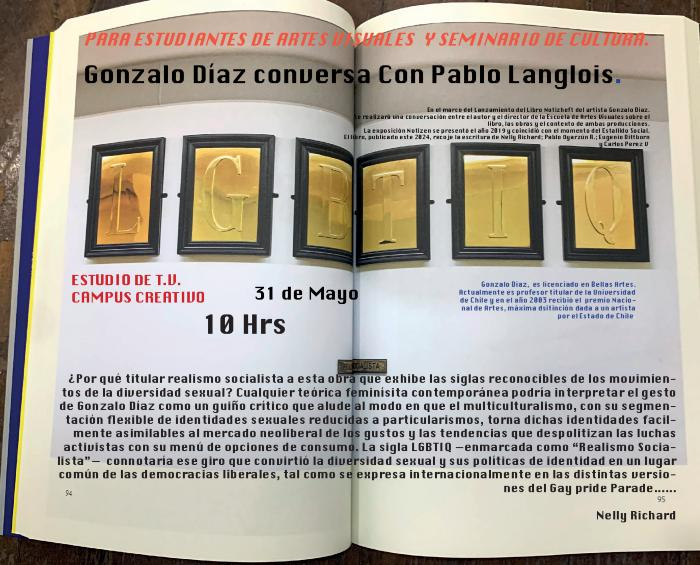 PARA ESTUDIANTES DE ARTES VISUALES Y SEMINARIO DE CULTURA.
Gonzalo Díaz conversa Con Pablo Langlois.
En el marco del Lanzamiento del Libro Notizheft del artista Gonzalo Díaz.
Se realizará una conversación entre el autor y el director de la Escuela de Artes Visuales sobre el
libro, las obras y el contexto de ambas producciones.
La exposición Notizen se presentó el año 2019 y coincidió con el momento del Estallido Social.
El libro, publicado este 2024, recoje la escritura de Nelly Richard; Pablo Oyarzún R.; Eugenio Dittborn
y Carlos Perez V
L G B T I Q
ESTUDIO DE T.V.
CAMPUS CREATIVO
31 de Mayo
10 Hrs
Gonzalo Díaz, es licenciado en Bellas Artes.
Actualmente es profesor titular de la Universidad
de Chile y en el año 2003 recibió el premio Nacio-
nal de Artes, máxima dsitinción dada a un artista
por el Estado de Chile
¿Por qué titular realismo socialista a esta obra que exhibe las siglas reconocibles de los movimien-
tos de la diversidad sexual? Cualquier teórica feminísita contemporánea podría interpretar el gesto
de Gonzalo Díaz como un guiño crítico que alude al modo en que el multiculturalismo, con su segmen-
tación flexible de identidades sexuales reducidas a particularismos, torna dichas identidades facil-
mente asimilables al mercado neoliberal de los gustos y las tendencias que despolitizan las luchas
activistas con su menú de opciones de consumo. La sigla LGBTIQ —enmarcada como “Realismo Socia-
lista”— connotaría ese giro que convirtió la diversidad sexual y sus políticas de identidad en un lugar
común de las democracias liberales, tal como se expresa internacionalmente en las distintas versio-
nes del Gay pride Parade......
94
95
Nelly Richard